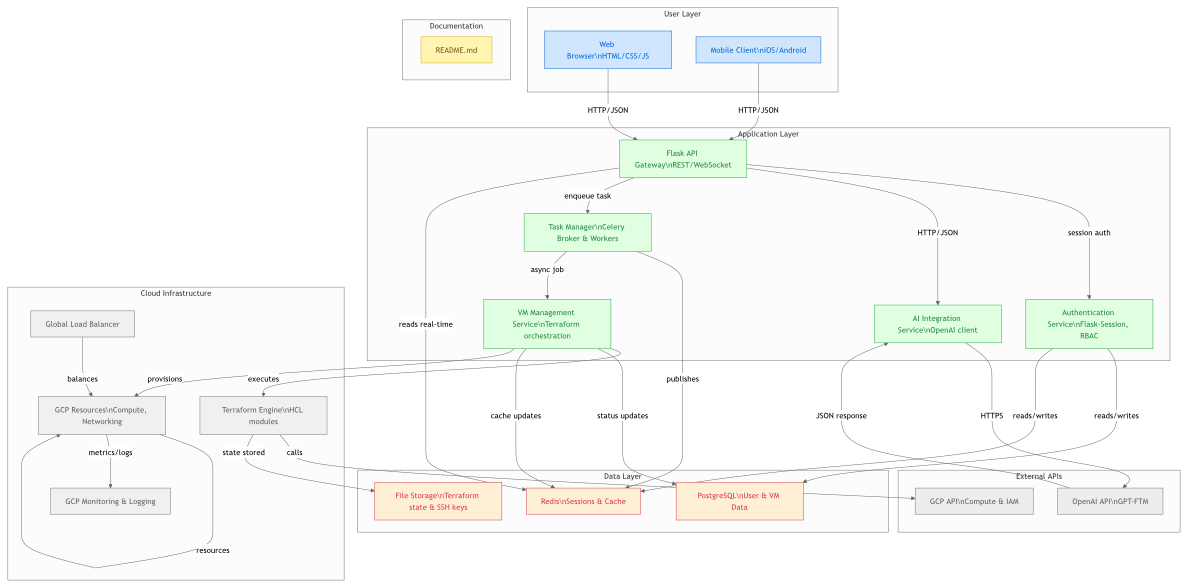 User Layer
Documentation
README.md
Web
Browser\nHTML/CSS/JS
Mobile Client\niOS/Android
HTTP/JSON
HTTP/JSON
Application Layer
Flask API
Gateway\nREST/WebSocket
enqueue task
Task Manager\nCelery
Broker & Workers
HTTP/JSON
session auth
async job
Cloud Infrastructure
Global Load Balancer
VM Management
Service\nTerraform
orchestration
AI Integration
Service\nOpenAI client
Authentication
Service\nFlask-Session,
RBAC
reads real-time
balances
provisions
executes
publishes
GCP Resources\nCompute,
Networking
Terraform Engine\nHCL
modules
cache updates
status updates
JSON response
HTTPS
reads/writes
reads/writes
metrics/logs
state stored
calls
Data Layer
External APIs
GCP Monitoring & Logging
File Storage\nTerraform
state & SSH keys
Redis\nSessions & Cache
PostgreSQL\nUser & VM
Data
GCP API\nCompute & IAM
OpenAI API\nGPT-FTM
resources